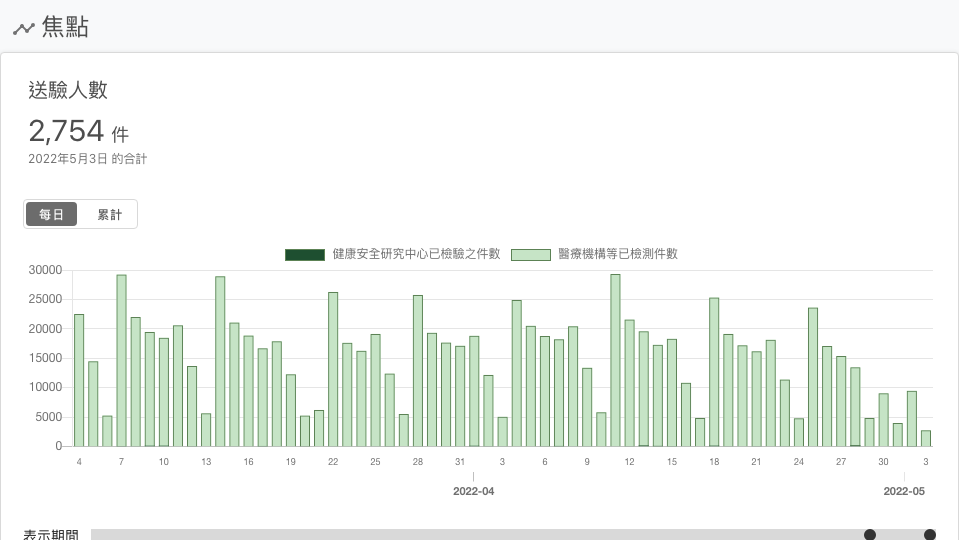 焦點
送驗人數
2,754 件
2022年5月3日 的合計
每日 累計
健康安全研究中心已檢驗之件數 醫療機構等已檢測件數
30000
25000
20000
15000
10000
5000
0
4 7 10 13 16 19 22 25 28 31 3 6 9 12 15 18 21 24 27 30 3
2022-04 2022-05
表示期間